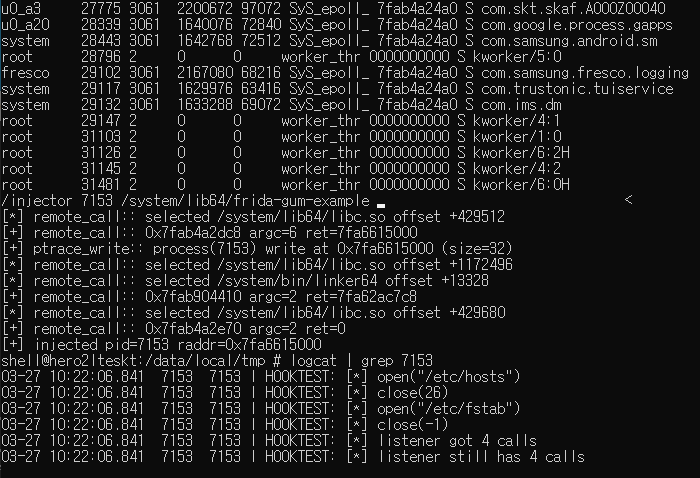 u0_a3     27775 3061  2200672 97072 SyS_epoll_ 7fab4a24a0 S com.skt.skaf.A000Z00040
u0_a20    28339 3061  1640076 72840 SyS_epoll_ 7fab4a24a0 S com.google.process.gapps
system    28443 3061  1642768 72512 SyS_epoll_ 7fab4a24a0 S com.samsung.android.sm
root      28796 2     0      0     worker_thr 0000000000 S kworker/5:0
fresco    29102 3061  2167080 68216 SyS_epoll_ 7fab4a24a0 S com.samsung.fresco.logging
system    29117 3061  1629976 63416 SyS_epoll_ 7fab4a24a0 S com.trustonic.tuiservice
system    29132 3061  1633288 69072 SyS_epoll_ 7fab4a24a0 S com.ims.dm
root      29147 2     0      0     worker_thr 0000000000 S kworker/4:1
root      31103 2     0      0     worker_thr 0000000000 S kworker/1:0
root      31126 2     0      0     worker_thr 0000000000 S kworker/6:2H
root      31145 2     0      0     worker_thr 0000000000 S kworker/4:2
root      31481 2     0      0     worker_thr 0000000000 S kworker/6:0H
/injector 7153 /system/lib64/frida-gum-example _ <
[*] remote_call:: selected /system/lib64/libc.so offset +429512
[+] remote_call:: 0x7fab4a2dc8 argc=6 ret=7fa6615000
[+] ptrace_write:: process(7153) write at 0x7fa6615000 (size=32)
[*] remote_call:: selected /system/lib64/libc.so offset +1172496
[*] remote_call:: selected /system/bin/linker64 offset +13328
[+] remote_call:: 0x7fab904410 argc=2 ret=7fa62ac7c8
[*] remote_call:: selected /system/lib64/libc.so offset +429680
[+] remote_call:: 0x7fab4a2e70 argc=2 ret=0
[+] injected pid=7153 raddr=0x7fa6615000
shell@hero2lteskt:/data/local/tmp # logcat | grep 7153
03-27 10:22:06.841  7153  7153 I HOOKTEST: [*] open("/etc/hosts")
03-27 10:22:06.841  7153  7153 I HOOKTEST: [*] close(26)
03-27 10:22:06.841  7153  7153 I HOOKTEST: [*] open("/etc/fstab")
03-27 10:22:06.841  7153  7153 I HOOKTEST: [*] close(-1)
03-27 10:22:06.841  7153  7153 I HOOKTEST: [*] listener got 4 calls
03-27 10:22:06.841  7153  7153 I HOOKTEST: [*] listener still has 4 calls